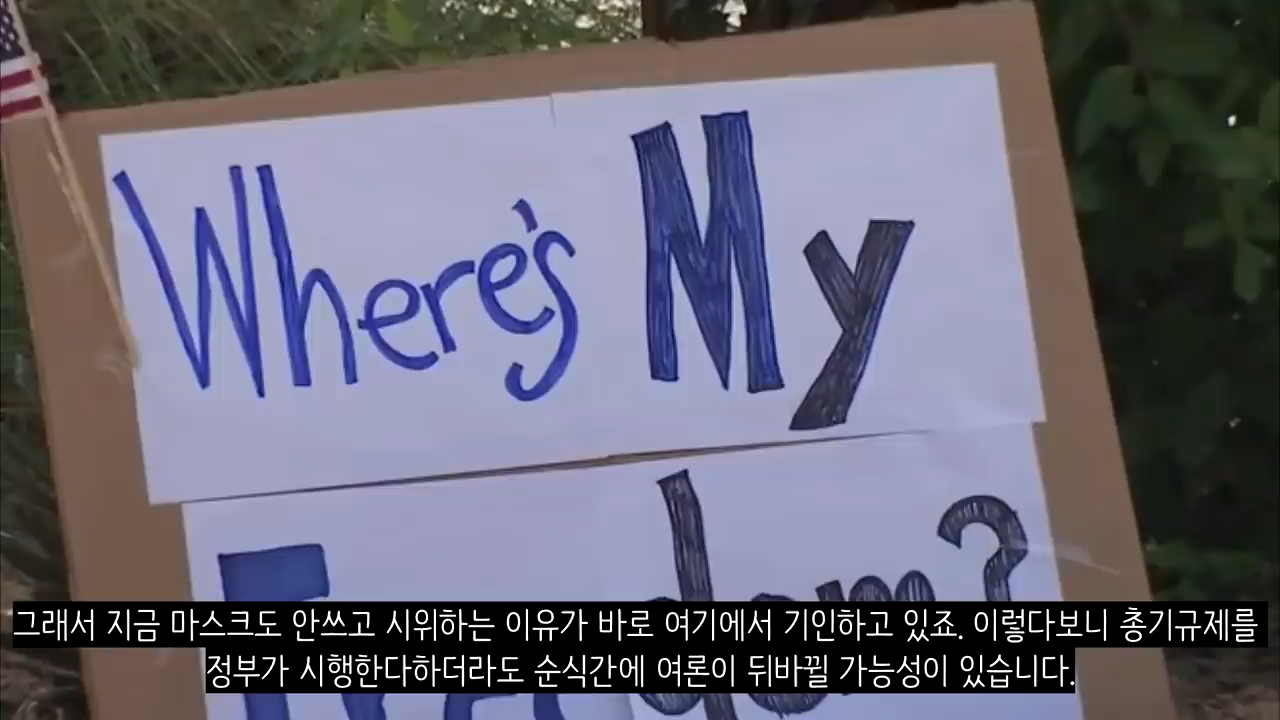 Where's My
Freedom?
그래서 지금 마스크도 안쓰고 시위하는 이유가 바로 여기에서 기인하고 있죠. 이렇다보니 총기규제를
정부가 시행한다하더라도 순식간에 여론이 뒤바뀔 가능성이 있습니다.